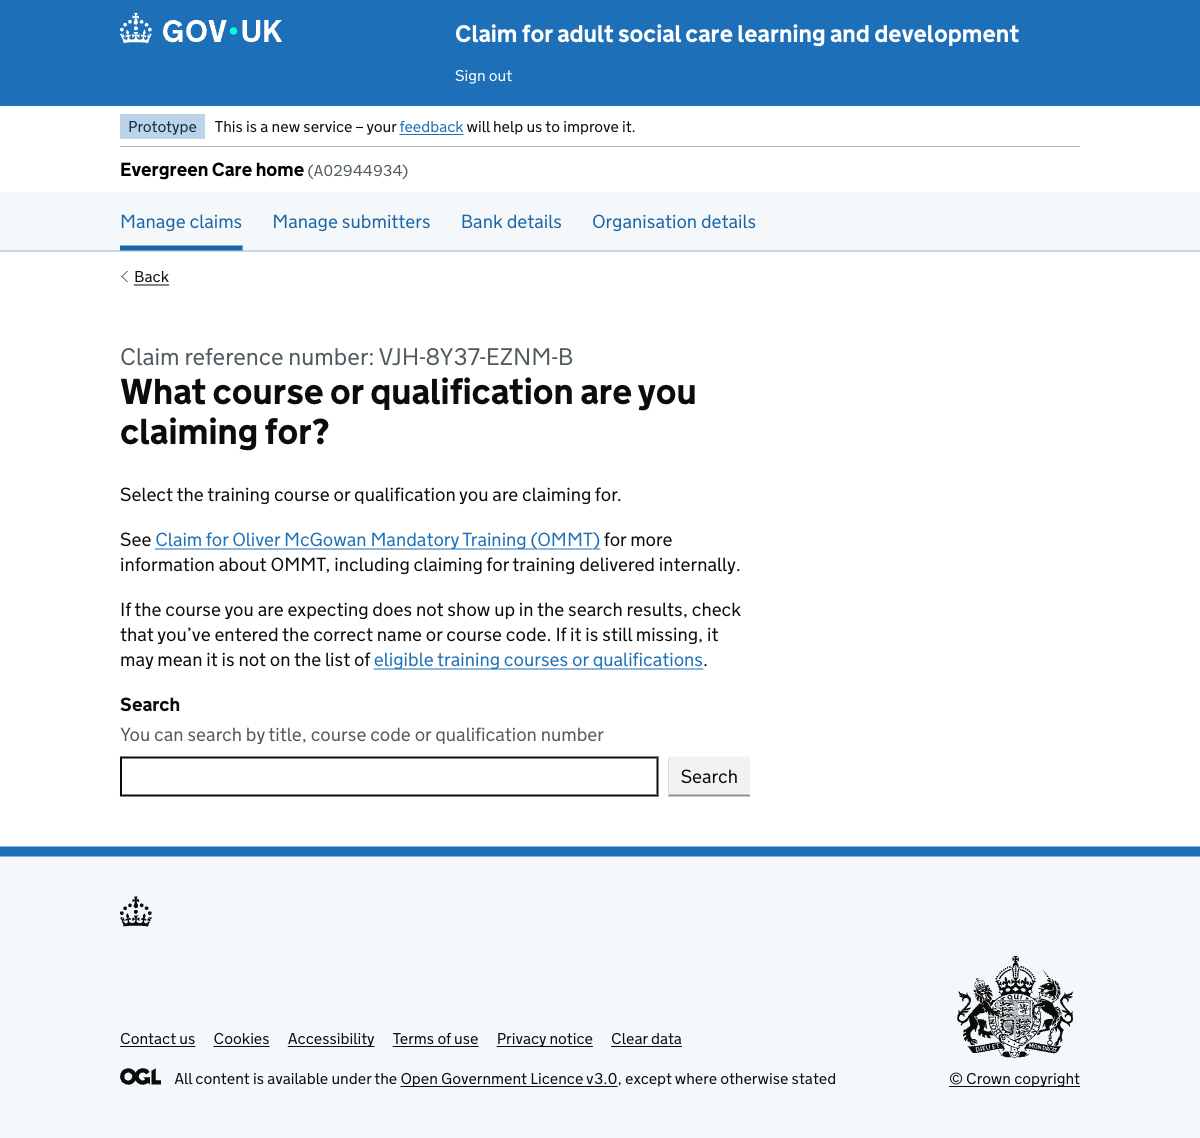 GOV·UK
Claim for adult social care learning and development
Sign out
Prototype This is a new service – your feedback will help us to improve it.
Evergreen Care home (A02944934)
Manage claims Manage submitters Bank details Organisation details
Back
Claim reference number: VJH-8Y37-EZNM-B
What course or qualification are you
claiming for?
Select the training course or qualification you are claiming for.
See Claim for Oliver McGowan Mandatory Training (OMMT) for more
information about OMMT, including claiming for training delivered internally.
If the course you are expecting does not show up in the search results, check
that you’ve entered the correct name or course code. If it is still missing, it
may mean it is not on the list of eligible training courses or qualifications.
Search
You can search by title, course code or qualification number
Search
Contact us Cookies Accessibility Terms of use Privacy notice Clear data
OGL All content is available under the Open Government Licence v3.0, except where otherwise stated
© Crown copyright